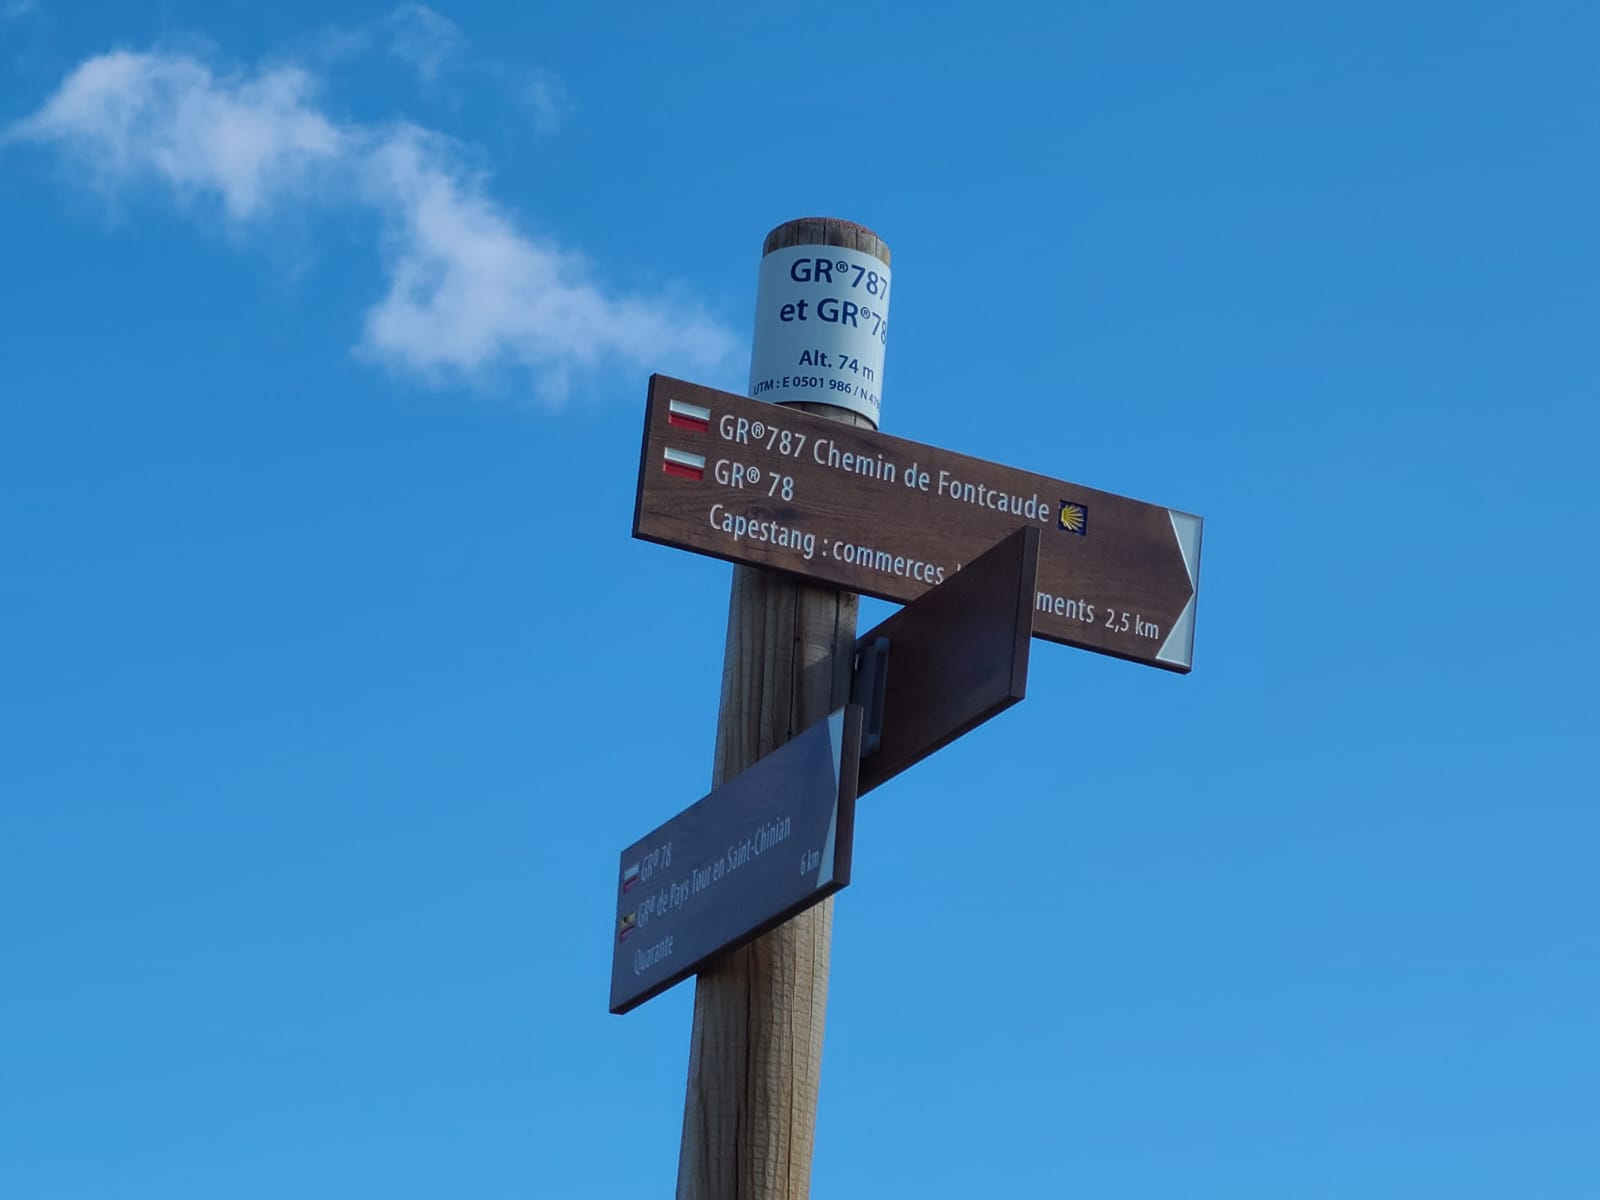 GR®787
et GR®78
Alt. 74 m
UTM : E 0501 986 / N
GR®787 Chemin de Fontcaude
GR® 78
Capestang : commerces, 2,5 km
GR® 78
GR® de Pays Tour en Saint-Chinian
Quarante 6 km